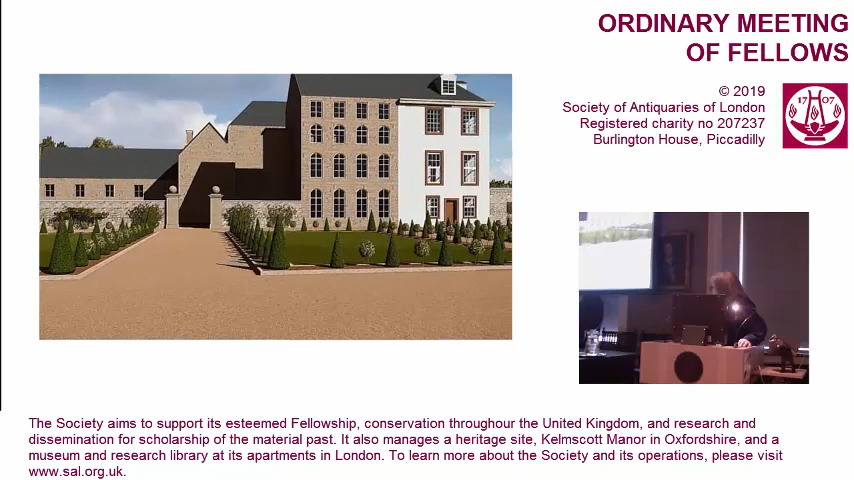 ORDINARY MEETING
OF FELLOWS
© 2019
Society of Antiquaries of London
Registered charity no 207237
Burlington House, Piccadilly
17 07
The Society aims to support its esteemed Fellowship, conservation throughour the United Kingdom, and research and
dissemination for scholarship of the material past. It also manages a heritage site, Kelmscott Manor in Oxfordshire, and a
museum and research library at its apartments in London. To learn more about the Society and its operations, please visit
www.sal.org.uk.